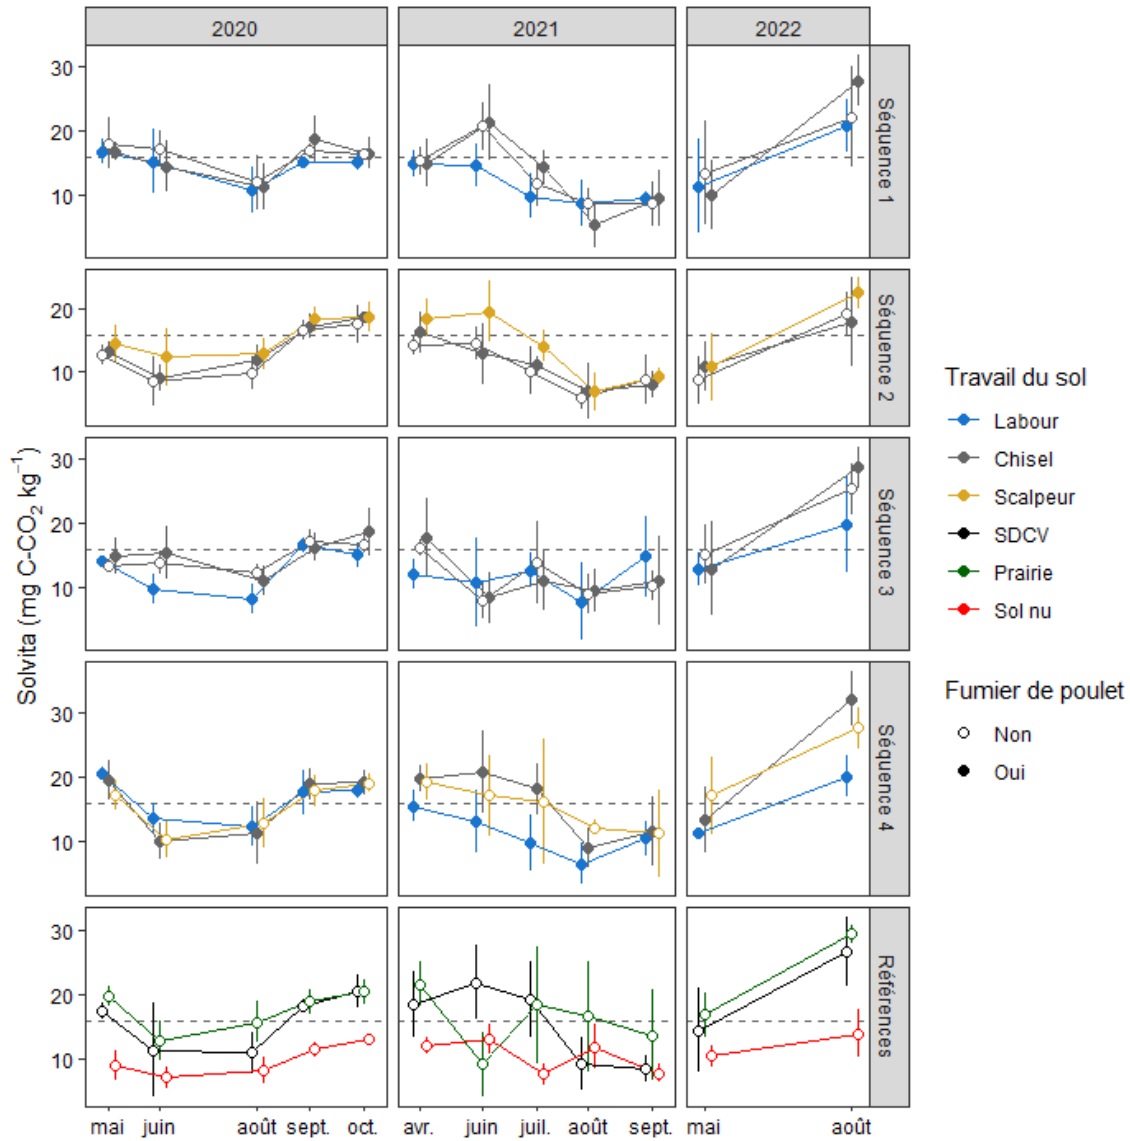 2020 2021 2022
30
20
10
Séquence 1
20
10
Séquence 2
30
20
10
Séquence 3
30
20
10
Séquence 4
30
20
10
Références
mai juin août sept. oct. avr. juin juil. août sept. mai août
Solvita (mg C-CO₂ kg⁻¹)
Travail du sol
Labour
Chisel
Scalpeur
SDCV
Prairie
Sol nu
Fumier de poulet
Non
Oui